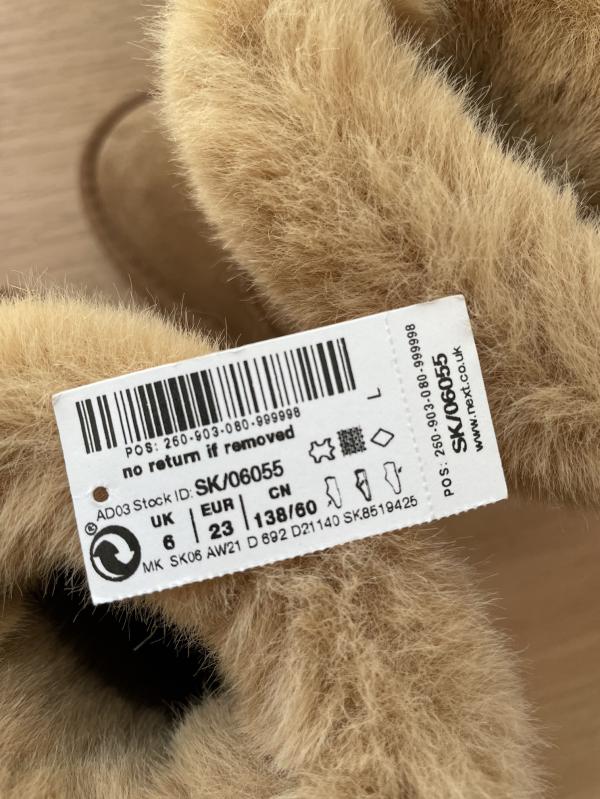 POS: 260-903-080-999998
no return if removed
AD03 Stock ID: SK/06055
UK EUR CN
6 23 138/60
MK SK06 AW21 D 692 D21140 SK8519425
®
L
POS: 260-903-080-999998
SK/06055
www.next.co.uk